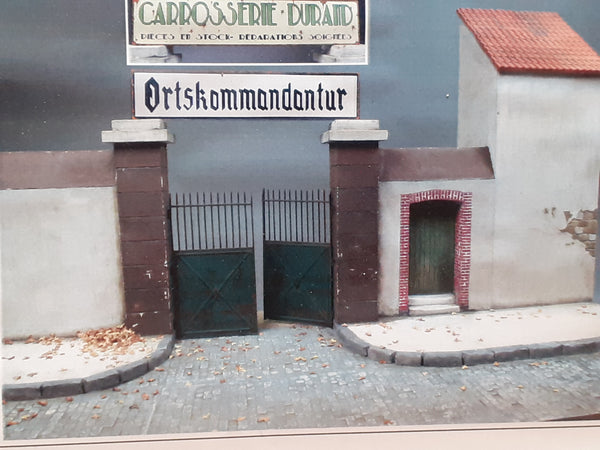 CARROSSERIE·DURAND
PIECES EN STOCK- REPARATIONS SOIGNEES
Ortskommandantur